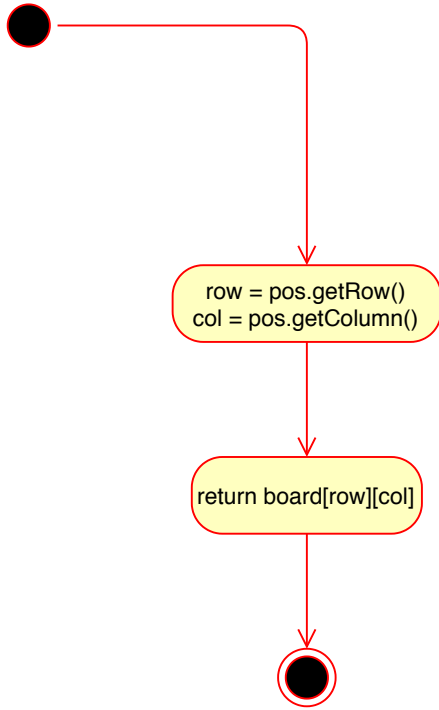 row = pos.getRow()
col = pos.getColumn()
return board[row][col]